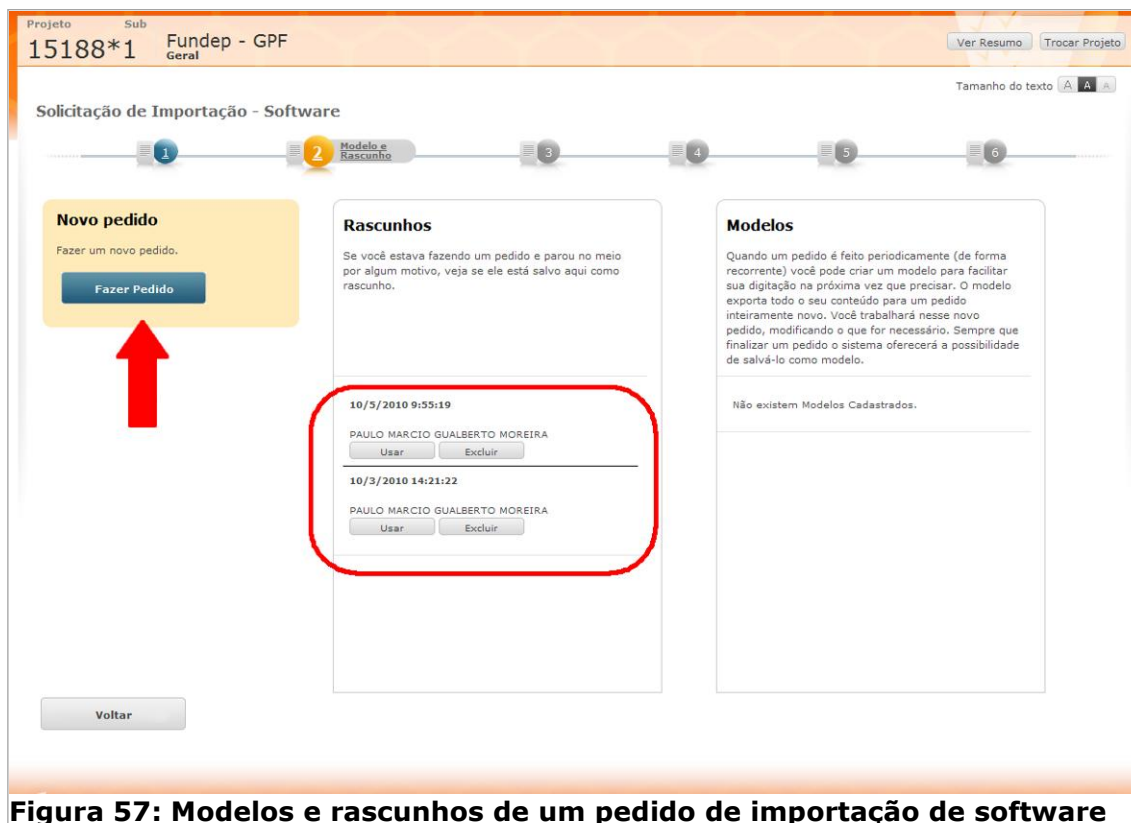 Projeto Sub
15188*1 Fundep - GPF
Geral
Ver Resumo Trocar Projeto
Tamanho do texto A A A
Solicitação de Importação - Software
1 2 Modelo e
Rascunho 3 4 5 6
Novo pedido
Fazer um novo pedido.
Fazer Pedido
Rascunhos
Se você estava fazendo um pedido e parou no meio
por algum motivo, veja se ele está salvo aqui como
rascunho.
10/5/2010 9:55:19
PAULO MARCIO GUALBERTO MOREIRA
Usar Excluir
10/3/2010 14:21:22
PAULO MARCIO GUALBERTO MOREIRA
Usar Excluir
Modelos
Quando um pedido é feito periodicamente (de forma
recorrente) você pode criar um modelo para facilitar
sua digitação na próxima vez que precisar. O modelo
exporta todo o seu conteúdo para um pedido
inteiramente novo. Você trabalhará nesse novo
pedido, modificando o que for necessário. Sempre que
finalizar um pedido o sistema oferecerá a possibilidade
de salvá-lo como modelo.
Não existem Modelos Cadastrados.
Voltar
Figura 57: Modelos e rascunhos de um pedido de importação de software